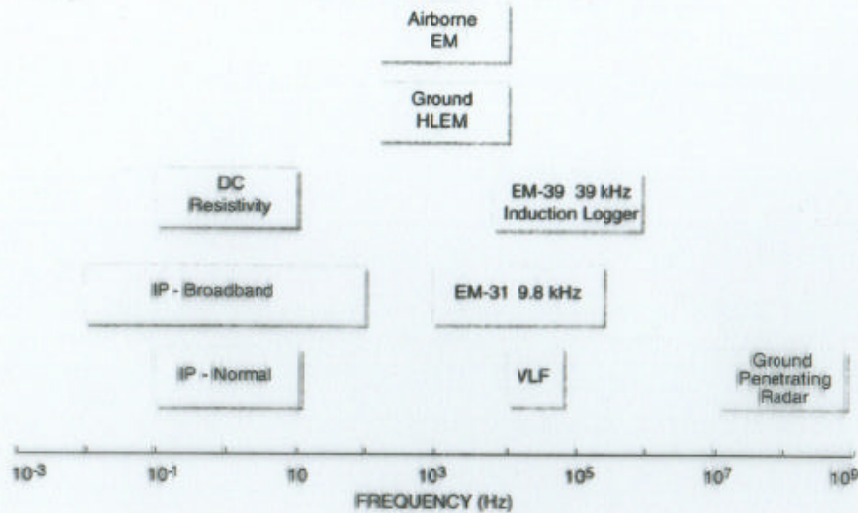 Airborne
EM
Ground
HLEM
DC
Resistivity
EM-39 39 kHz
Induction Logger
IP - Broadband
EM-31 9.8 kHz
IP - Normal
VLF
Ground
Penetrating
Radar
10-3 10-1 10 10³ 10⁵ 10⁷ 10⁹
FREQUENCY (Hz)